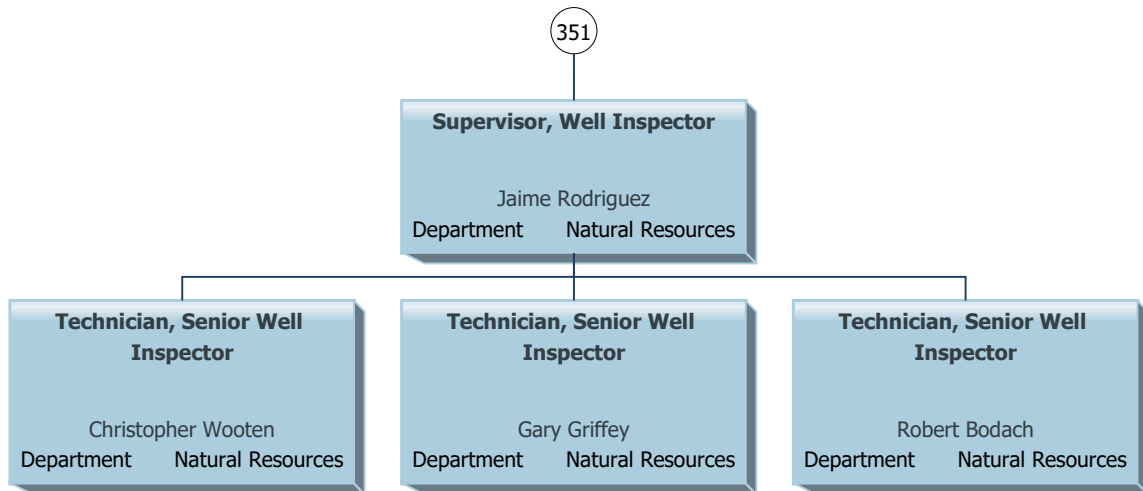 351
Supervisor, Well Inspector
Jaime Rodriguez
Department Natural Resources
Technician, Senior Well
Inspector
Christopher Wooten
Department Natural Resources
Technician, Senior Well
Inspector
Gary Griffey
Department Natural Resources
Technician, Senior Well
Inspector
Robert Bodach
Department Natural Resources